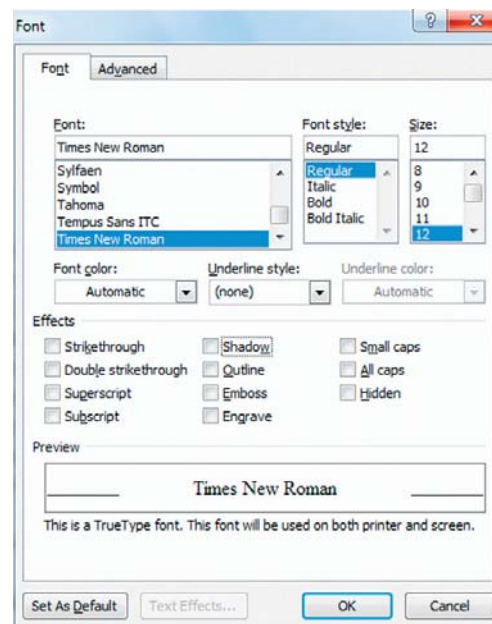 Font
Font Advanced
Font: Font style: Size:
Times New Roman Regular 12
Sylfaen Regular 8
Symbol Italic 9
Tahoma Bold 10
Tempus Sans ITC Bold Italic 11
Times New Roman 12
Font color: Underline style: Underline color:
Automatic (none) Automatic
Effects
Strikethrough Shadow Small caps
Double strikethrough Outline All caps
Superscript Emboss Hidden
Subscript Engrave
Preview
Times New Roman
This is a TrueType font. This font will be used on both printer and screen.
Set As Default Text Effects... OK Cancel